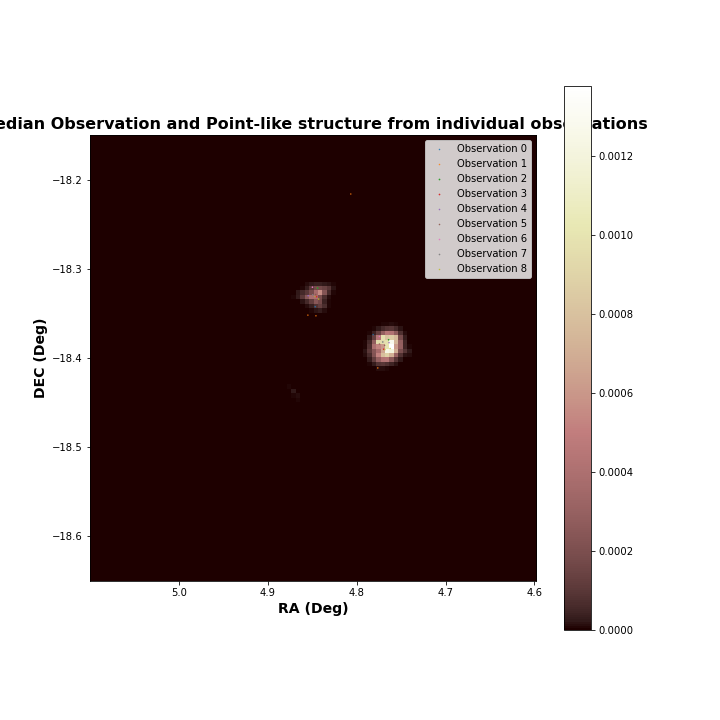 edian Observation and Point-like structure from individual obs ations
Observation 0
Observation 1
Observation 2
Observation 3
Observation 4
Observation 5
Observation 6
Observation 7
Observation 8
−18.2
−18.3
−18.4
−18.5
−18.6
DEC (Deg)
5.0 4.9 4.8 4.7 4.6
RA (Deg)
0.0012
0.0010
0.0008
0.0006
0.0004
0.0002
0.0000